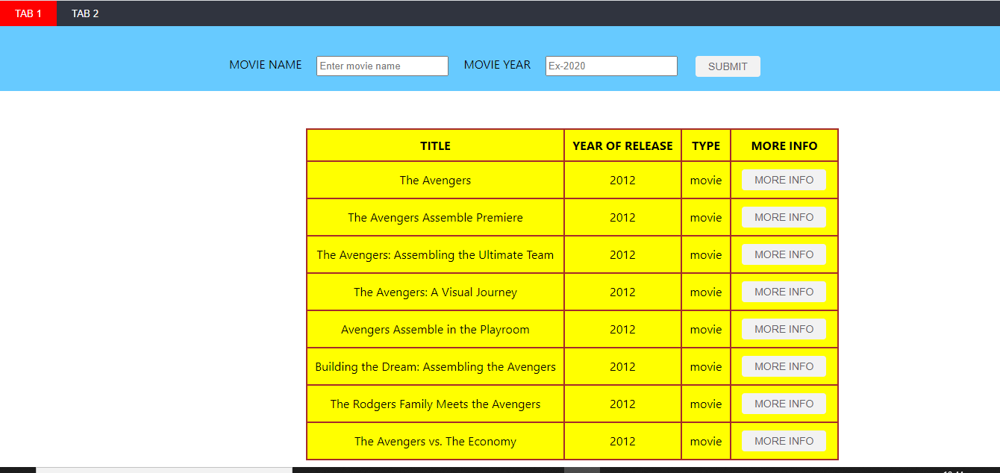 TAB 1 TAB 2
MOVIE NAME Enter movie name MOVIE YEAR Ex-2020 SUBMIT
TITLE YEAR OF RELEASE TYPE MORE INFO
The Avengers 2012 movie MORE INFO
The Avengers Assemble Premiere 2012 movie MORE INFO
The Avengers: Assembling the Ultimate Team 2012 movie MORE INFO
The Avengers: A Visual Journey 2012 movie MORE INFO
Avengers Assemble in the Playroom 2012 movie MORE INFO
Building the Dream: Assembling the Avengers 2012 movie MORE INFO
The Rodgers Family Meets the Avengers 2012 movie MORE INFO
The Avengers vs. The Economy 2012 movie MORE INFO